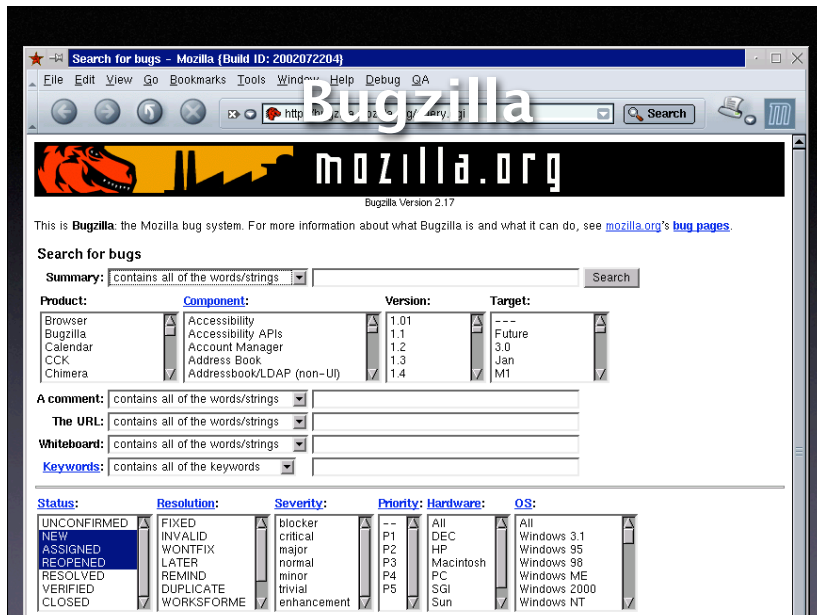 Search for bugs - Mozilla {Build ID: 2002072204}
File Edit View Go Bookmarks Tools Window Help Debug QA
Bugzilla
Search
mozilla.org
Bugzilla Version 2.17
This is Bugzilla: the Mozilla bug system. For more information about what Bugzilla is and what it can do, see mozilla.org's bug pages.
Search for bugs
Summary: contains all of the words/strings Search
Product: Component: Version: Target:
Browser Accessibility 1.01 ---
Bugzilla Accessibility APIs 1.1 Future
Calendar Account Manager 1.2 3.0
CCK Address Book 1.3 Jan
Chimera Addressbook/LDAP (non-UI) 1.4 M1
A comment: contains all of the words/strings
The URL: contains all of the words/strings
Whiteboard: contains all of the words/strings
Keywords: contains all of the keywords
Status: Resolution: Severity: Priority: Hardware: OS:
UNCONFIRMED FIXED blocker -- All All
NEW INVALID critical P1 DEC Windows 3.1
ASSIGNED WONTFIX major P2 HP Windows 95
REOPENED LATER normal P3 Macintosh Windows 98
RESOLVED REMIND minor P4 PC Windows ME
VERIFIED DUPLICATE trivial P5 SGI Windows 2000
CLOSED WORKSFORME enhancement Sun Windows NT